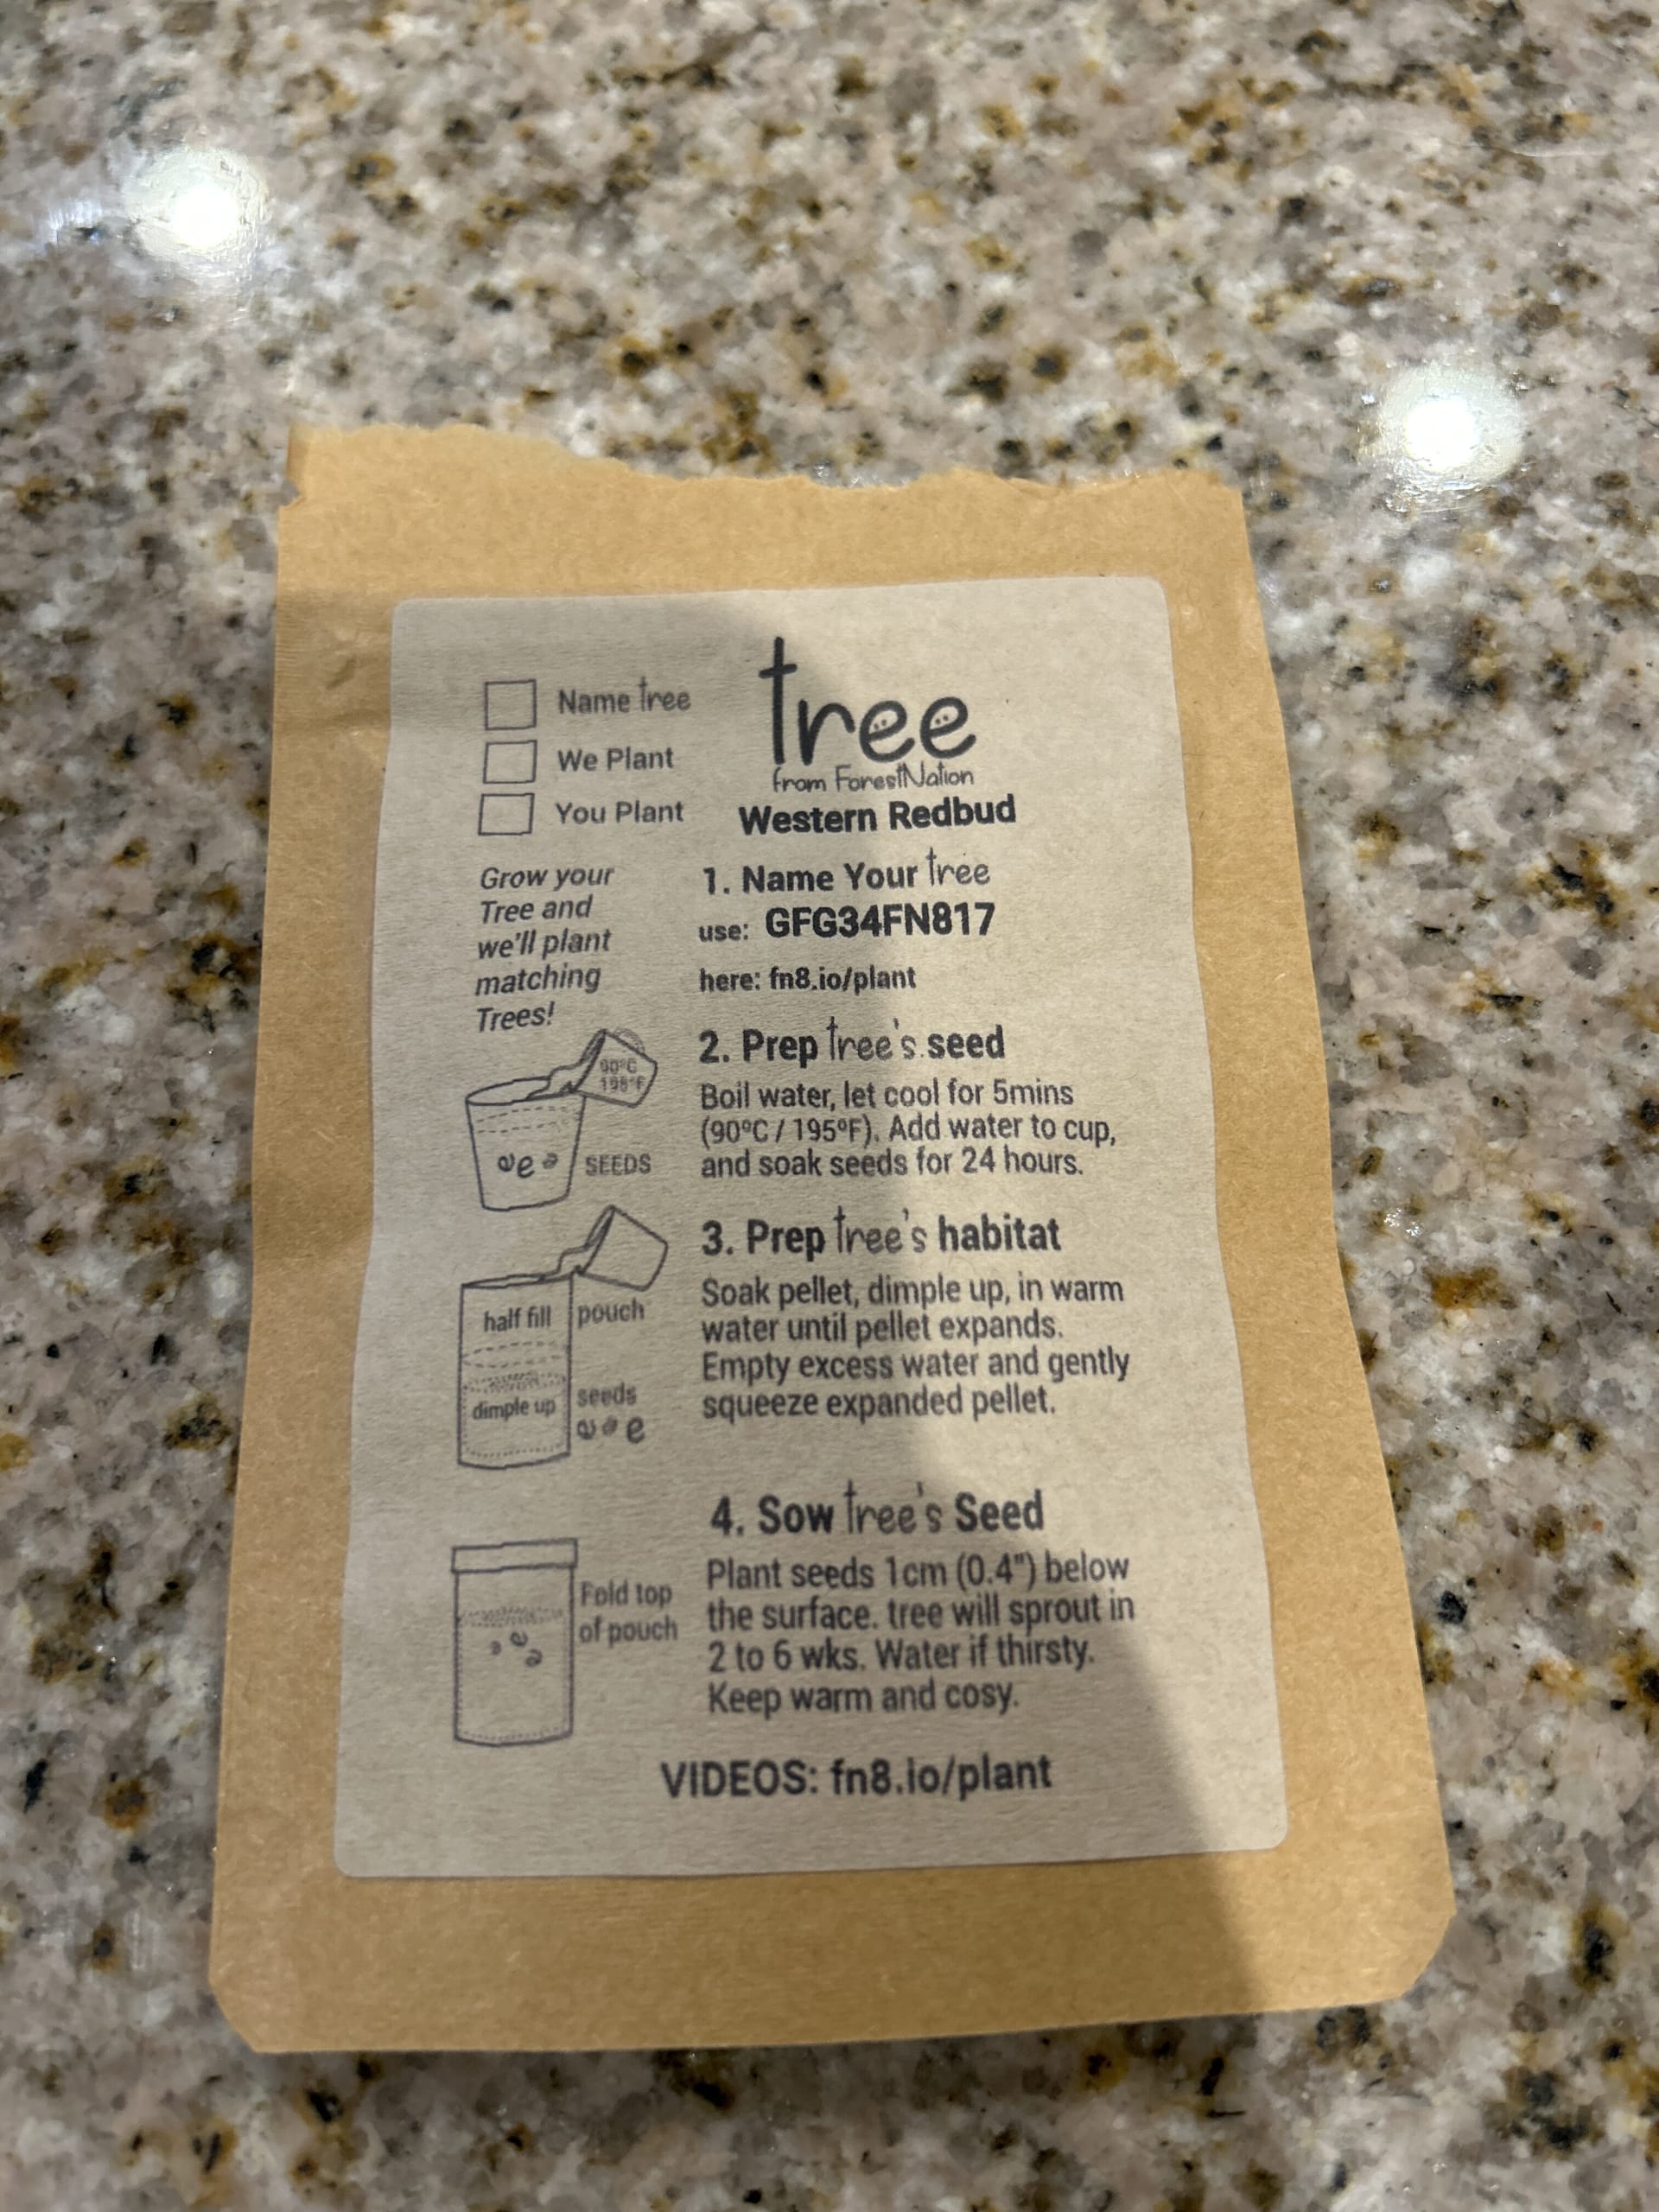 Name tree
We Plant
You Plant
tree
from ForestNation
Western Redbud
Grow your
Tree and
we'll plant
matching
Trees!
1. Name Your tree
use: GFG34FN817
here: fn8.io/plant
2. Prep tree's seed
Boil water, let cool for 5mins
(90ºC / 195ºF). Add water to cup,
and soak seeds for 24 hours.
90ºC
195ºF
SEEDS
3. Prep tree's habitat
Soak pellet, dimple up, in warm
water until pellet expands.
Empty excess water and gently
squeeze expanded pellet.
half fill
pouch
dimple up
seeds
4. Sow tree's Seed
Plant seeds 1cm (0.4") below
the surface. tree will sprout in
2 to 6 wks. Water if thirsty.
Keep warm and cosy.
Fold top
of pouch
VIDEOS: fn8.io/plant